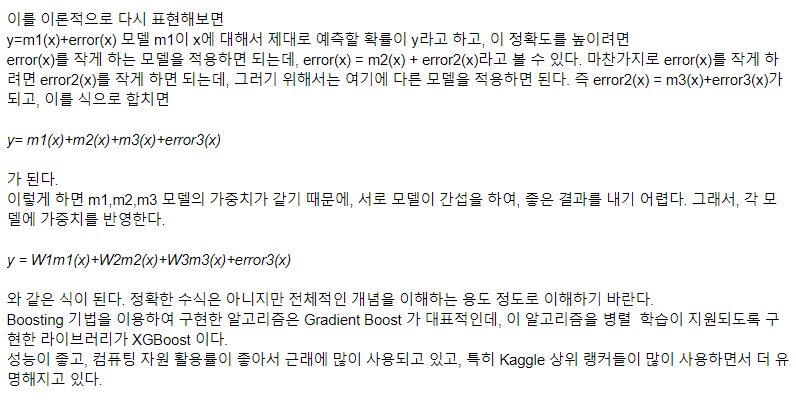 이를 이론적으로 다시 표현해보면
y=m1(x)+error(x) 모델 m1이 x에 대해서 제대로 예측할 확률이 y라고 하고, 이 정확도를 높이려면
error(x)를 작게 하는 모델을 적용하면 되는데, error(x) = m2(x) + error2(x)라고 볼 수 있다. 마찬가지로 error(x)를 작게 하
려면 error2(x)를 작게 하면 되는데, 그러기 위해서는 여기에 다른 모델을 적용하면 된다. 즉 error2(x) = m3(x)+error3(x)가
되고, 이를 식으로 합치면
y= m1(x)+m2(x)+m3(x)+error3(x)
가 된다.
이렇게 하면 m1,m2,m3 모델의 가중치가 같기 때문에, 서로 모델이 간섭을 하여, 좋은 결과를 내기 어렵다. 그래서, 각 모
델에 가중치를 반영한다.
y = W1m1(x)+W2m2(x)+W3m3(x)+error3(x)
와 같은 식이 된다. 정확한 수식은 아니지만 전체적인 개념을 이해하는 용도 정도로 이해하기 바란다.
Boosting 기법을 이용하여 구현한 알고리즘은 Gradient Boost 가 대표적인데, 이 알고리즘을 병렬 학습이 지원되도록 구
현한 라이브러리가 XGBoost 이다.
성능이 좋고, 컴퓨팅 자원 활용률이 좋아서 근래에 많이 사용되고 있고, 특히 Kaggle 상위 랭커들이 많이 사용하면서 더 유
명해지고 있다.